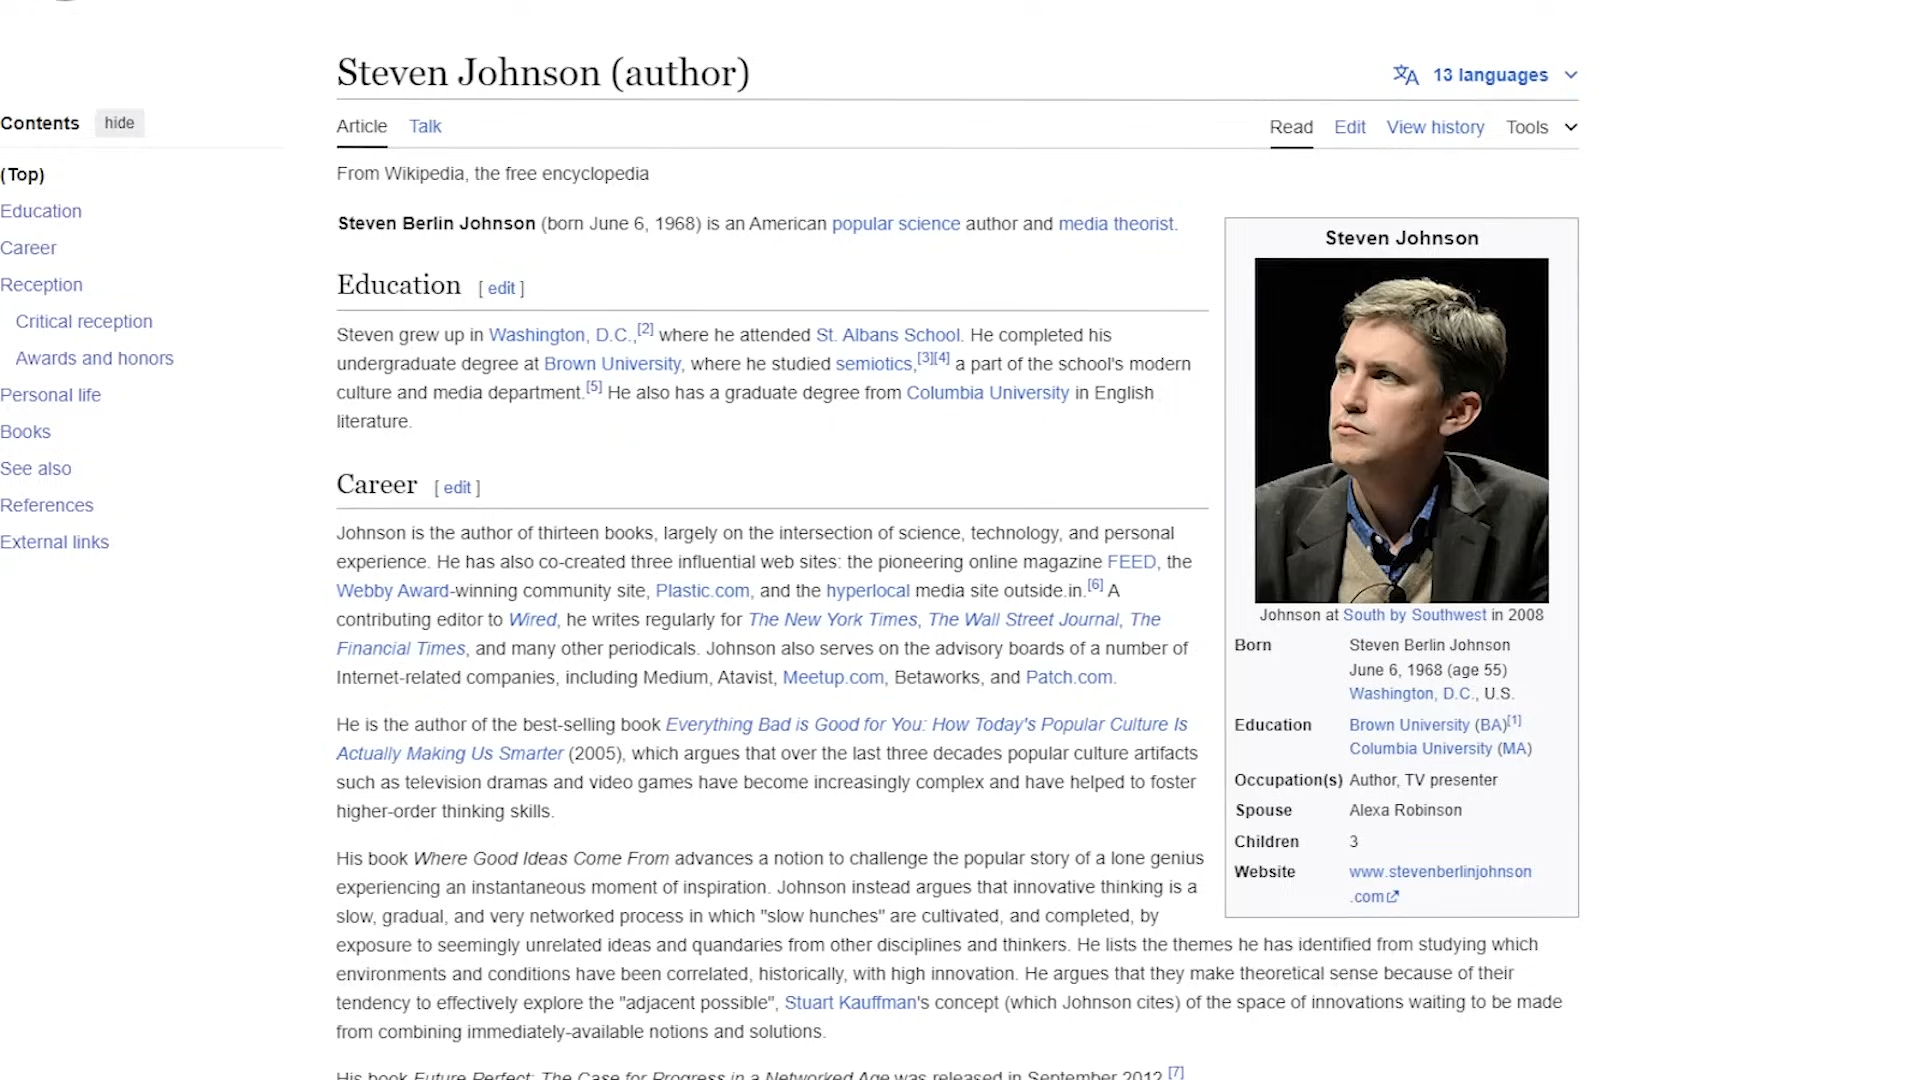 Steven Johnson (author)
13 languages
Contents hide
Article Talk
Read Edit View history Tools
(Top)
Education
Career
Reception
Critical reception
Awards and honors
Personal life
Books
See also
References
External links
From Wikipedia, the free encyclopedia
Steven Berlin Johnson (born June 6, 1968) is an American popular science author and media theorist.
Education [ edit ]
Steven grew up in Washington, D.C.,[2] where he attended St. Albans School. He completed his
undergraduate degree at Brown University, where he studied semiotics,[3][4] a part of the school's modern
culture and media department.[5] He also has a graduate degree from Columbia University in English
literature.
Career [ edit ]
Johnson is the author of thirteen books, largely on the intersection of science, technology, and personal
experience. He has also co-created three influential web sites: the pioneering online magazine FEED, the
Webby Award-winning community site, Plastic.com, and the hyperlocal media site outside.in.[6] A
contributing editor to Wired, he writes regularly for The New York Times, The Wall Street Journal, The
Financial Times, and many other periodicals. Johnson also serves on the advisory boards of a number of
Internet-related companies, including Medium, Atavist, Meetup.com, Betaworks, and Patch.com.
He is the author of the best-selling book Everything Bad is Good for You: How Today's Popular Culture Is
Actually Making Us Smarter (2005), which argues that over the last three decades popular culture artifacts
such as television dramas and video games have become increasingly complex and have helped to foster
higher-order thinking skills.
His book Where Good Ideas Come From advances a notion to challenge the popular story of a lone genius
experiencing an instantaneous moment of inspiration. Johnson instead argues that innovative thinking is a
slow, gradual, and very networked process in which "slow hunches" are cultivated, and completed, by
exposure to seemingly unrelated ideas and quandaries from other disciplines and thinkers. He lists the themes he has identified from studying which
environments and conditions have been correlated, historically, with high innovation. He argues that they make theoretical sense because of their
tendency to effectively explore the "adjacent possible", Stuart Kauffman's concept (which Johnson cites) of the space of innovations waiting to be made
from combining immediately-available notions and solutions.
His book Future Perfect: The Case for Progress in a Networked Age was released in September 2012.[7]
Steven Johnson
Johnson at South by Southwest in 2008
Born Steven Berlin Johnson
June 6, 1968 (age 55)
Washington, D.C., U.S.
Education Brown University (BA)[1]
Columbia University (MA)
Occupation(s) Author, TV presenter
Spouse Alexa Robinson
Children 3
Website www.stevenberlinjohnson
.com